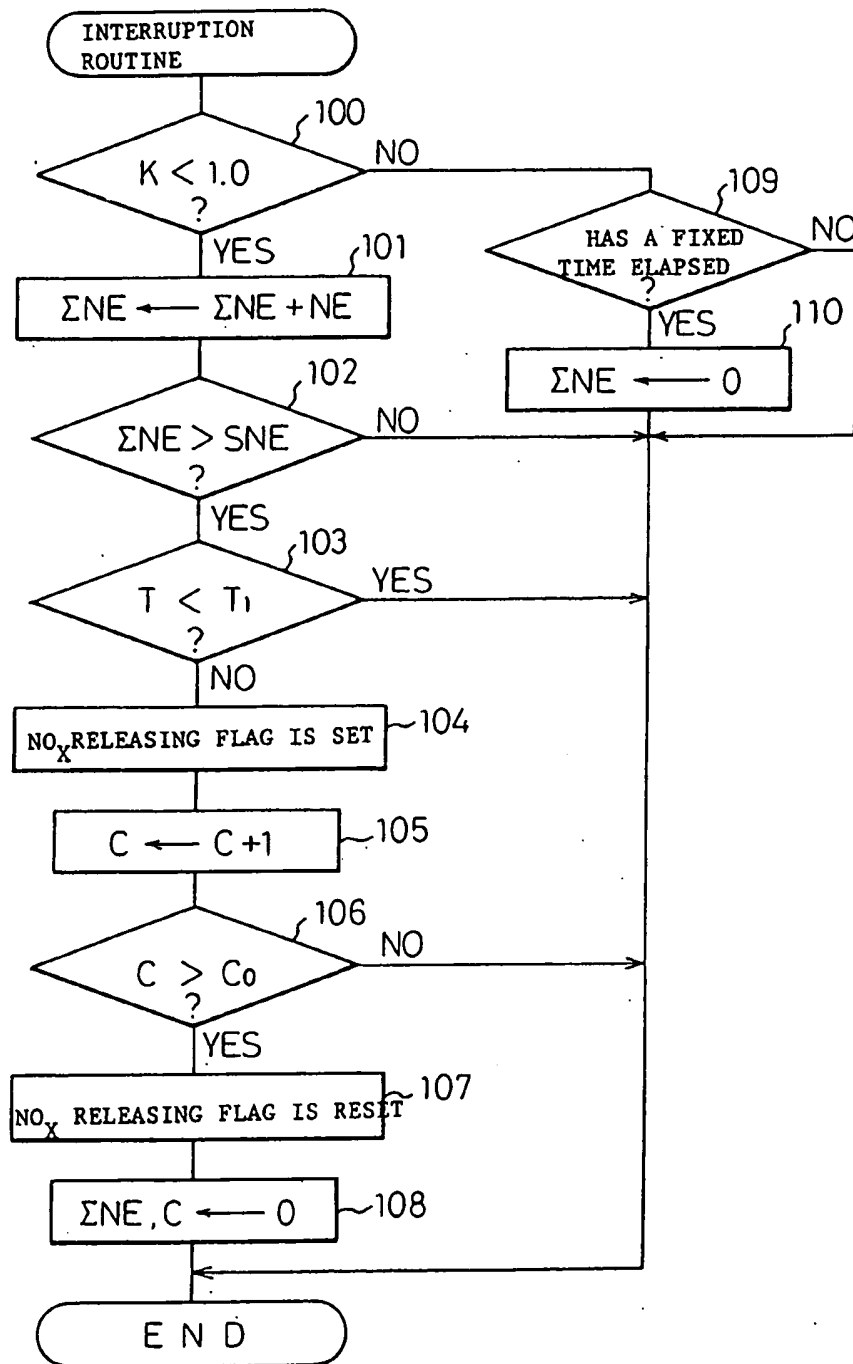 INTERRUPTION
ROUTINE
100
K < 1.0
?
NO
YES
109
HAS A FIXED
TIME ELAPSED
?
NO
YES
101
ΣNE ← ΣNE + NE
110
ΣNE ← 0
102
ΣNE > SNE
?
NO
YES
103
T < T1
?
YES
NO
104
NOX RELEASING FLAG IS SET
105
C ← C+1
106
C > C0
?
NO
YES
107
NOX RELEASING FLAG IS RESET
108
ΣNE, C ← 0
END